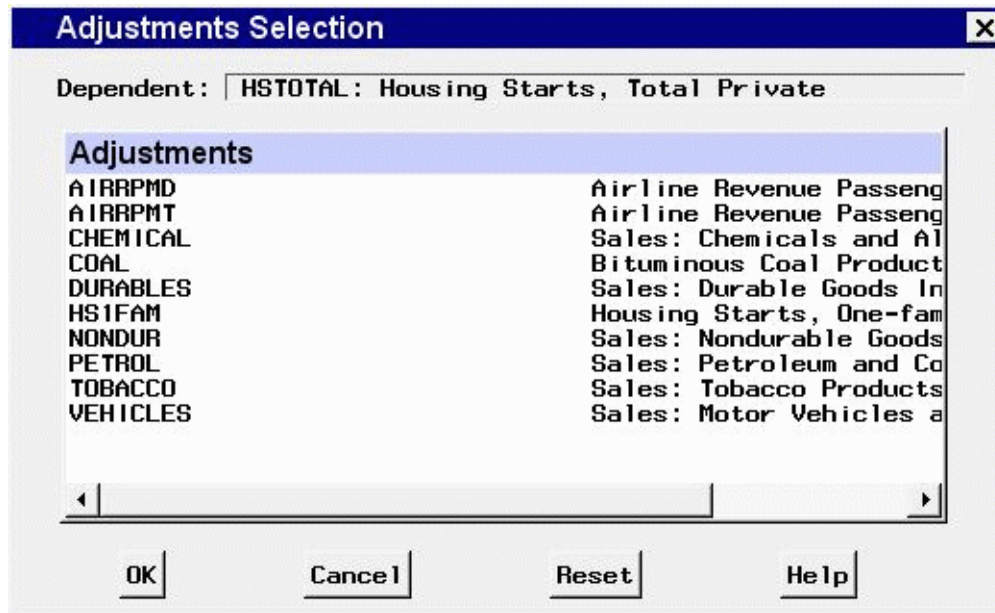 Adjustments Selection
Dependent: HSTOTAL: Housing Starts, Total Private
Adjustments
AIRRPMD Airline Revenue Passeng
AIRRPMT Airline Revenue Passeng
CHEMICAL Sales: Chemicals and Al
COAL Bituminous Coal Product
DURABLES Sales: Durable Goods In
HS1FAM Housing Starts, One-fam
NONDUR Sales: Nondurable Goods
PETROL Sales: Petroleum and Co
TOBACCO Sales: Tobacco Products
VEHICLES Sales: Motor Vehicles a
OK Cancel Reset Help